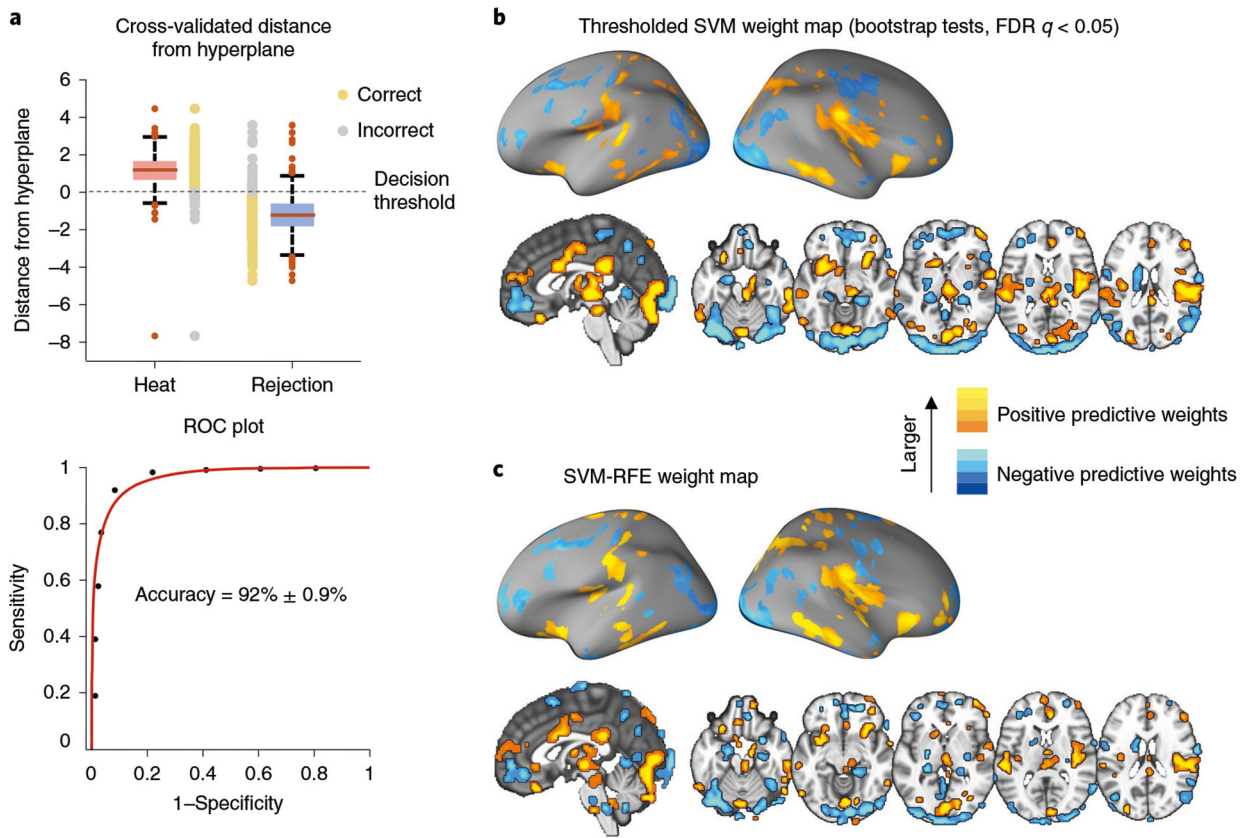 a
Cross-validated distance
from hyperplane
Distance from hyperplane
6
4
2
0
–2
–4
–6
–8
Correct
Incorrect
Decision
threshold
Heat
Rejection
ROC plot
Sensitivity
1
0.8
0.6
0.4
0.2
0
Accuracy = 92% ± 0.9%
0
0.2
0.4
0.6
0.8
1
1–Specificity
b
Thresholded SVM weight map (bootstrap tests, FDR q < 0.05)
Larger
Positive predictive weights
Negative predictive weights
c
SVM-RFE weight map